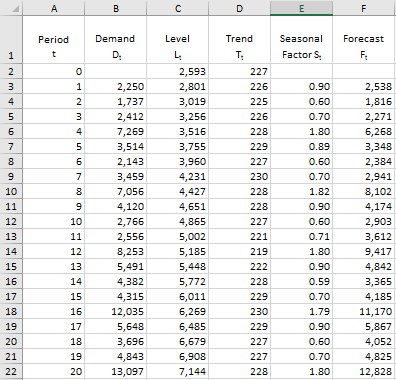 A B C D E F
Period Demand Level Trend Seasonal Forecast
1 t Dt Lt Tt Factor St Ft
2 0 2,593 227
3 1 2,250 2,801 226 0.90 2,538
4 2 1,737 3,019 225 0.60 1,816
5 3 2,412 3,256 226 0.70 2,271
6 4 7,269 3,516 228 1.80 6,268
7 5 3,514 3,755 229 0.89 3,348
8 6 2,143 3,960 227 0.60 2,384
9 7 3,459 4,231 230 0.70 2,941
10 8 7,056 4,427 228 1.82 8,102
11 9 4,120 4,651 228 0.90 4,174
12 10 2,766 4,865 227 0.60 2,903
13 11 2,556 5,002 221 0.71 3,612
14 12 8,253 5,185 219 1.80 9,417
15 13 5,491 5,448 222 0.90 4,842
16 14 4,382 5,772 228 0.59 3,365
17 15 4,315 6,011 229 0.70 4,185
18 16 12,035 6,269 230 1.79 11,170
19 17 5,648 6,485 229 0.90 5,867
20 18 3,696 6,679 227 0.60 4,052
21 19 4,843 6,908 227 0.70 4,825
22 20 13,097 7,144 228 1.80 12,828